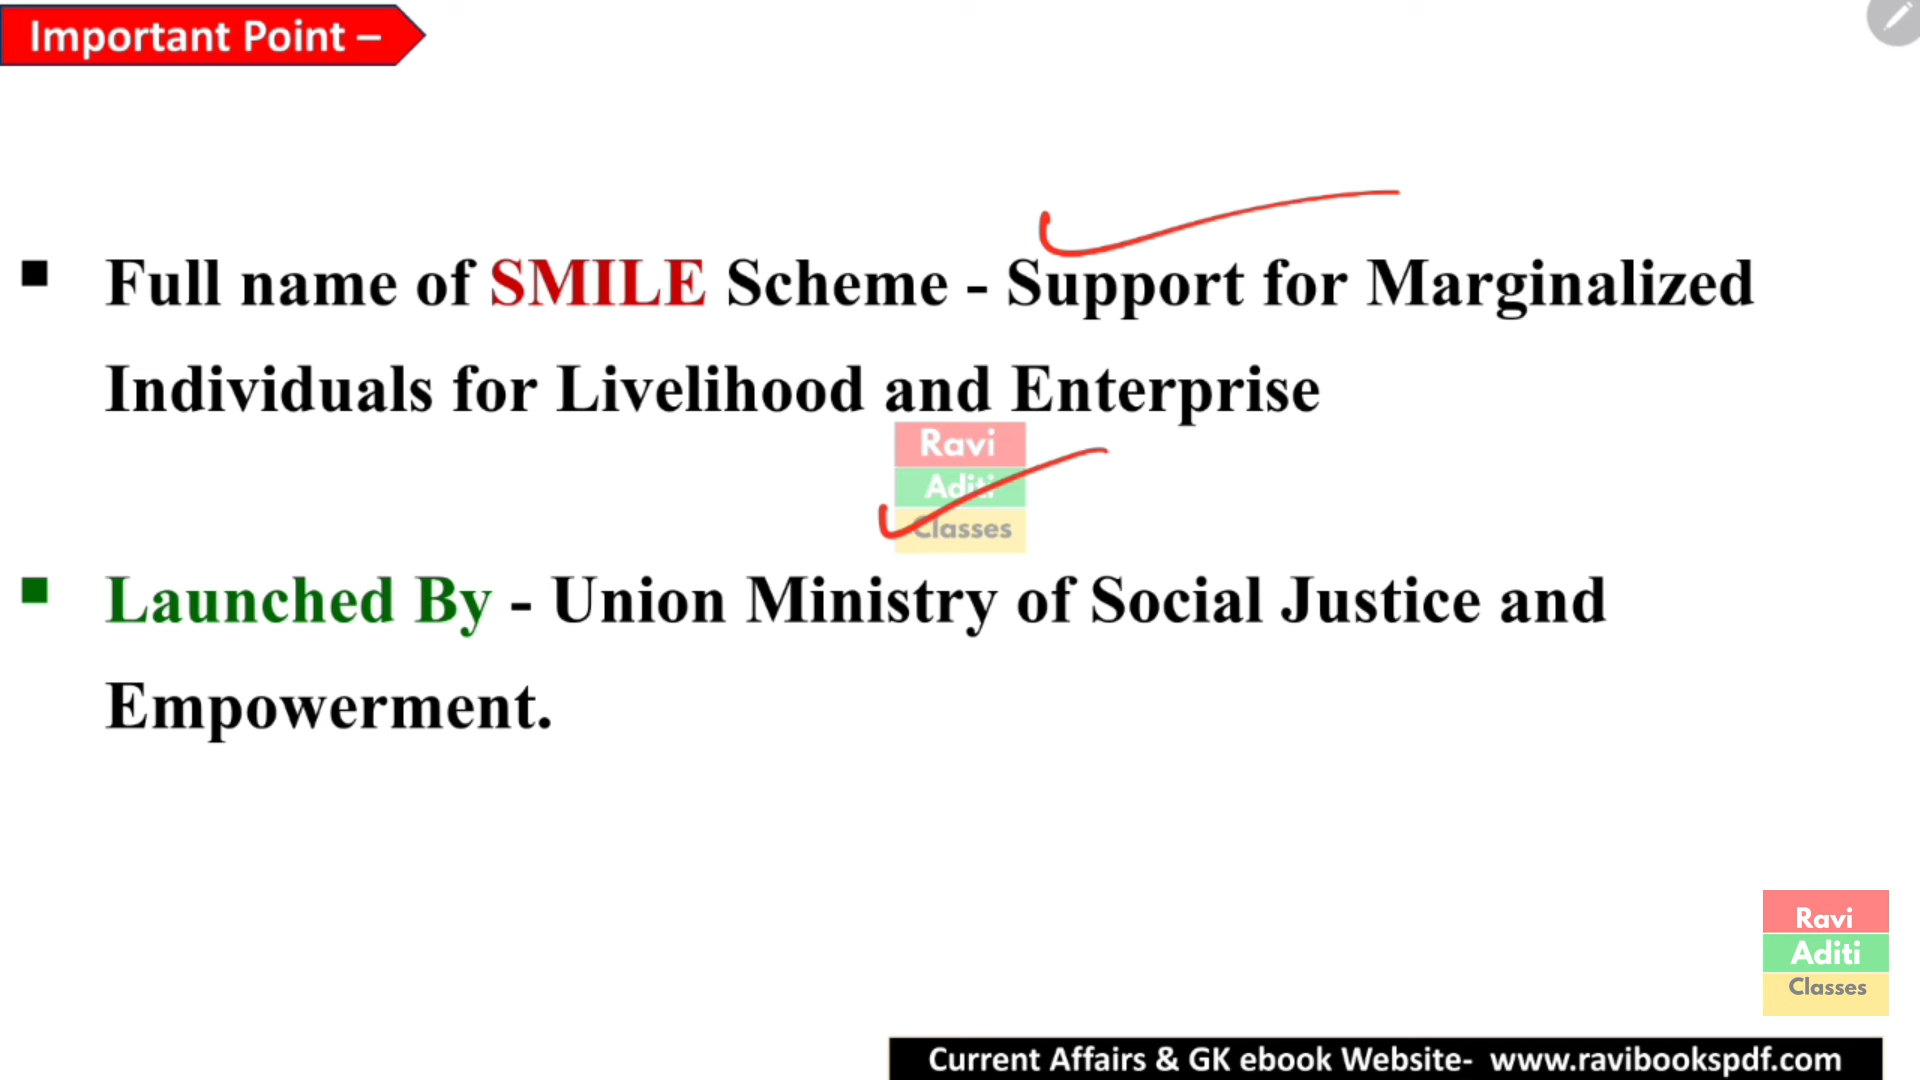 Important Point –
Full name of SMILE Scheme - Support for Marginalized
Individuals for Livelihood and Enterprise
Ravi
Aditi
Classes
Launched By - Union Ministry of Social Justice and
Empowerment.
Ravi
Aditi
Classes
Current Affairs & GK ebook Website- www.ravibookspdf.com